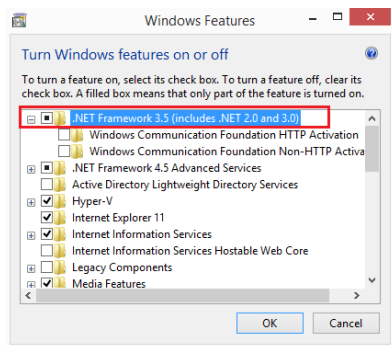 Windows Features
Turn Windows features on or off
To turn a feature on, select its check box. To turn a feature off, clear its
check box. A filled box means that only part of the feature is turned on.
.NET Framework 3.5 (includes .NET 2.0 and 3.0)
Windows Communication Foundation HTTP Activation
Windows Communication Foundation Non-HTTP Activa
.NET Framework 4.5 Advanced Services
Active Directory Lightweight Directory Services
Hyper-V
Internet Explorer 11
Internet Information Services
Internet Information Services Hostable Web Core
Legacy Components
Media Features
OK
Cancel